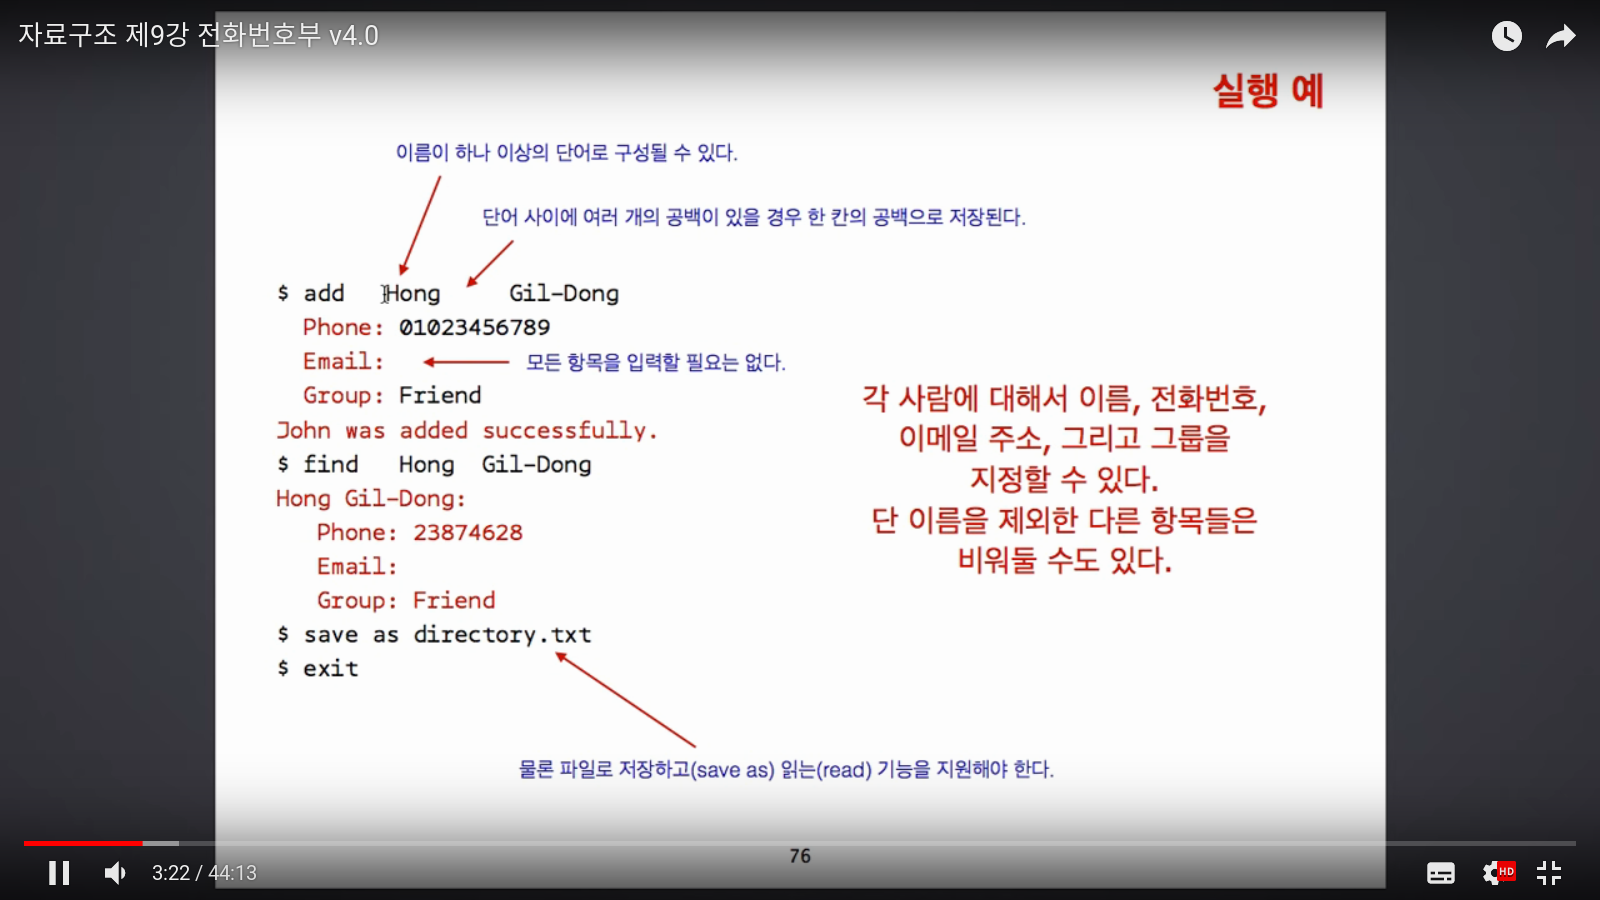 자료구조 제9강 전화번호부 v4.0
실행 예
이름이 하나 이상의 단어로 구성될 수 있다.
단어 사이에 여러 개의 공백이 있을 경우 한 칸의 공백으로 저장된다.
$ add Hong Gil-Dong
Phone: 01023456789
Email:
모든 항목을 입력할 필요는 없다.
Group: Friend
John was added successfully.
$ find Hong Gil-Dong
Hong Gil-Dong:
Phone: 23874628
Email:
Group: Friend
$ save as directory.txt
$ exit
각 사람에 대해서 이름, 전화번호,
이메일 주소, 그리고 그룹을
지정할 수 있다.
단 이름을 제외한 다른 항목들은
비워둘 수도 있다.
물론 파일로 저장하고(save as) 읽는(read) 기능을 지원해야 한다.
76
3:22 / 44:13
HD